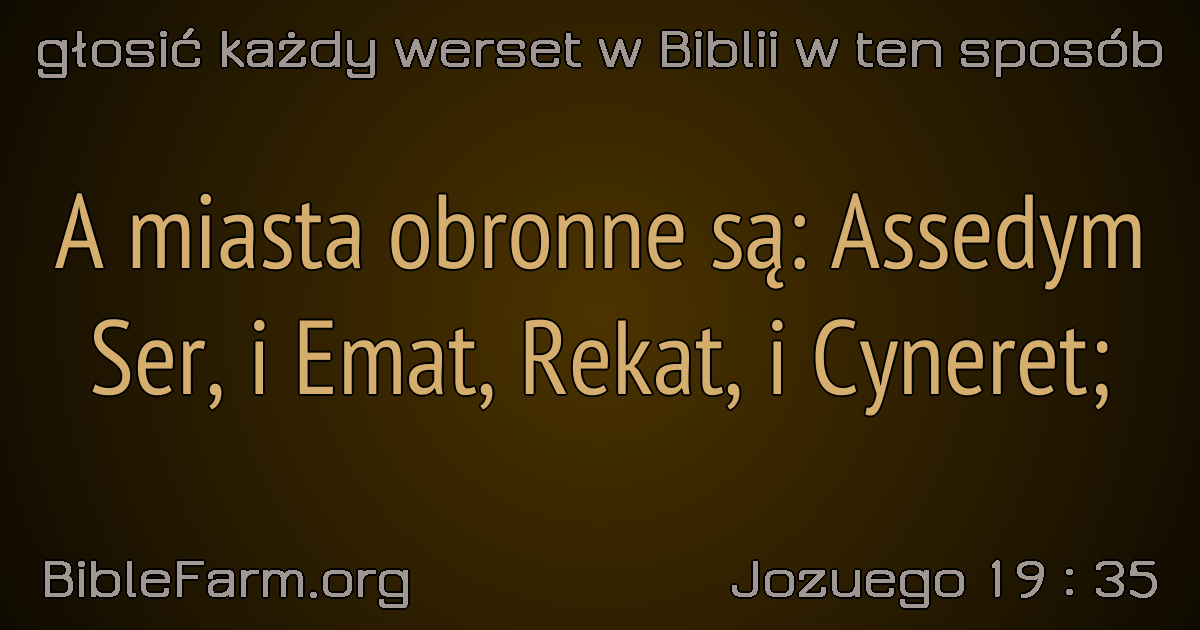 głosić każdy werset w Biblii w ten sposób
A miasta obronne są: Assedym
Ser, i Emat, Rekat, i Cyneret;
BibleFarm.org
Jozuego 19 : 35